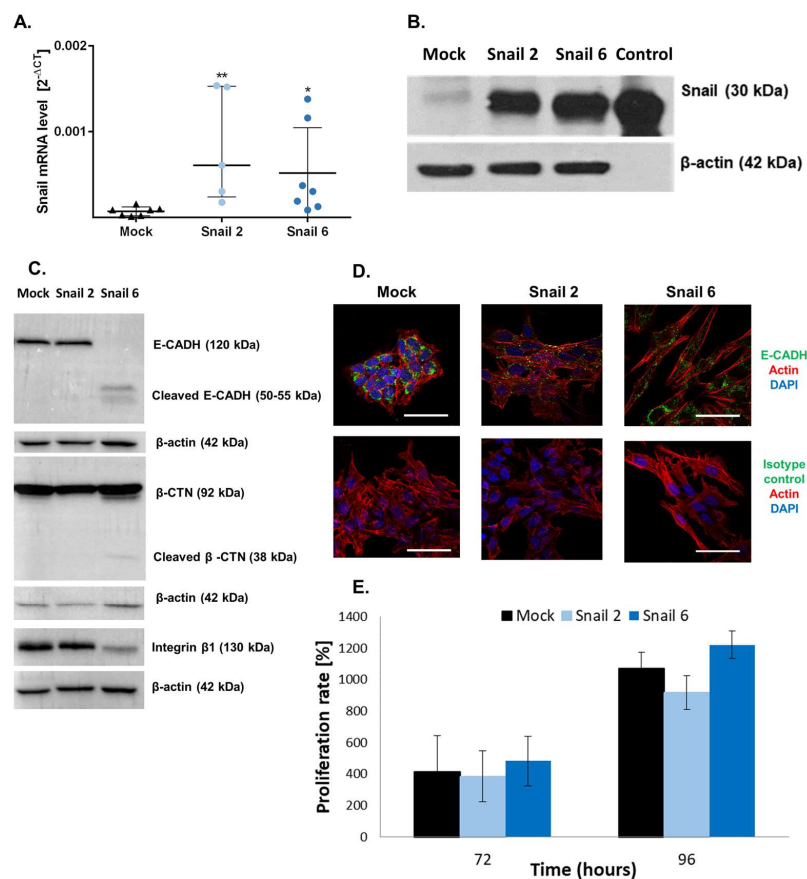 A.
Snail mRNA level [2^-ΔCT]
0.002
0.001
**
*
Mock Snail 2 Snail 6
B.
Mock Snail 2 Snail 6 Control
Snail (30 kDa)
β-actin (42 kDa)
C.
Mock Snail 2 Snail 6
E-CADH (120 kDa)
Cleaved E-CADH (50-55 kDa)
β-actin (42 kDa)
β-CTN (92 kDa)
Cleaved β -CTN (38 kDa)
β-actin (42 kDa)
Integrin β1 (130 kDa)
β-actin (42 kDa)
D.
Mock Snail 2 Snail 6
E-CADH
Actin
DAPI
Isotype
control
Actin
DAPI
E.
Mock Snail 2 Snail 6
Proliferation rate [%]
1400
1200
1000
800
600
400
200
0
72 96
Time (hours)